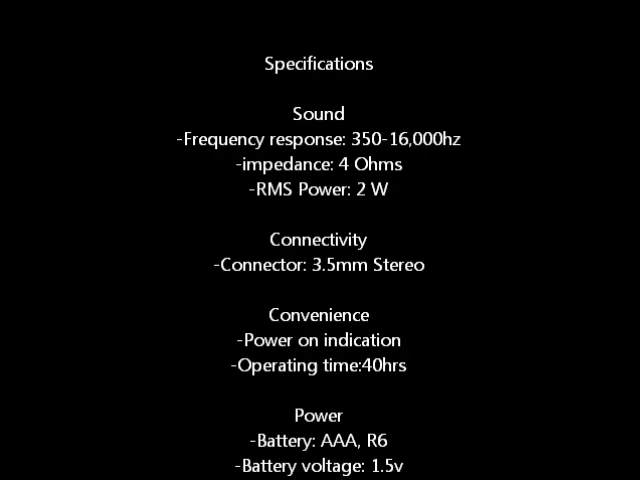 Specifications
Sound
-Frequency response: 350-16,000hz
-impedance: 4 Ohms
-RMS Power: 2 W
Connectivity
-Connector: 3.5mm Stereo
Convenience
-Power on indication
-Operating time:40hrs
Power
-Battery: AAA, R6
-Battery voltage: 1.5v